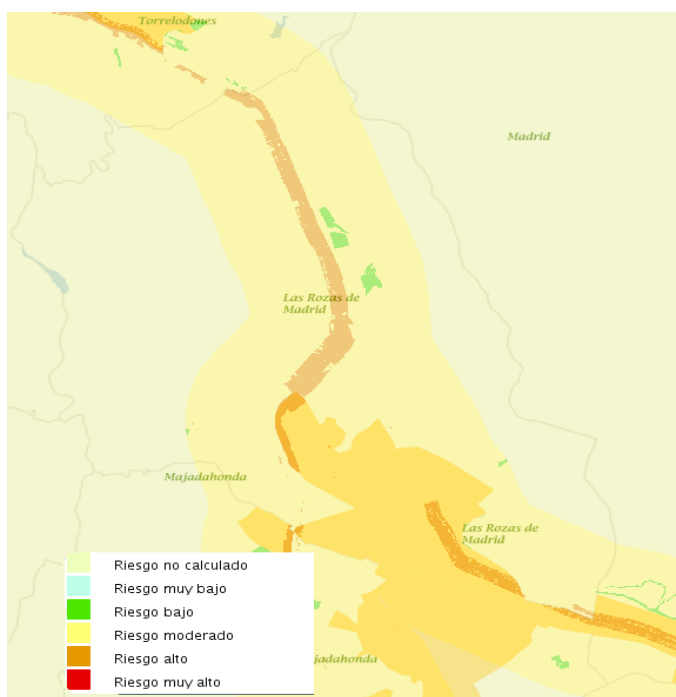 Torrelodones
Madrid
Las Rozas de
Madrid
Majadahonda
Las Rozas de
Madrid
Riesgo no calculado
Riesgo muy bajo
Riesgo bajo
Riesgo moderado
Riesgo alto
Riesgo muy alto
jadahonda